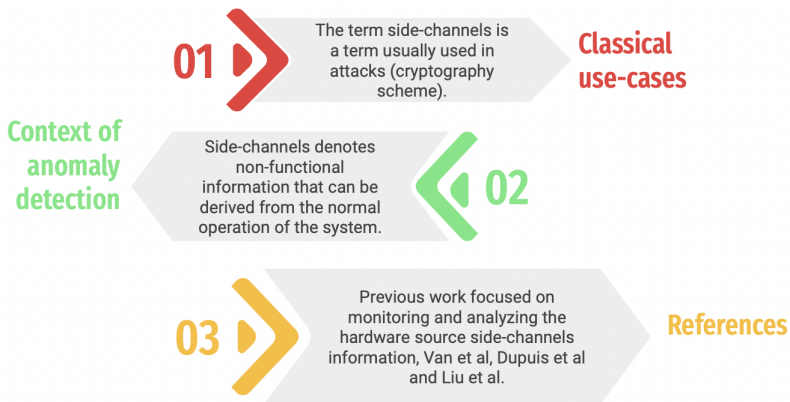 01
The term side-channels is
a term usually used in
attacks (cryptography
scheme).
Classical
use-cases
Context of
anomaly
detection
Side-channels denotes
non-functional
information that can be
derived from the normal
operation of the system.
02
03
Previous work focused on
monitoring and analyzing the
hardware source side-channels
information, Van et al, Dupuis et al
and Liu et al.
References